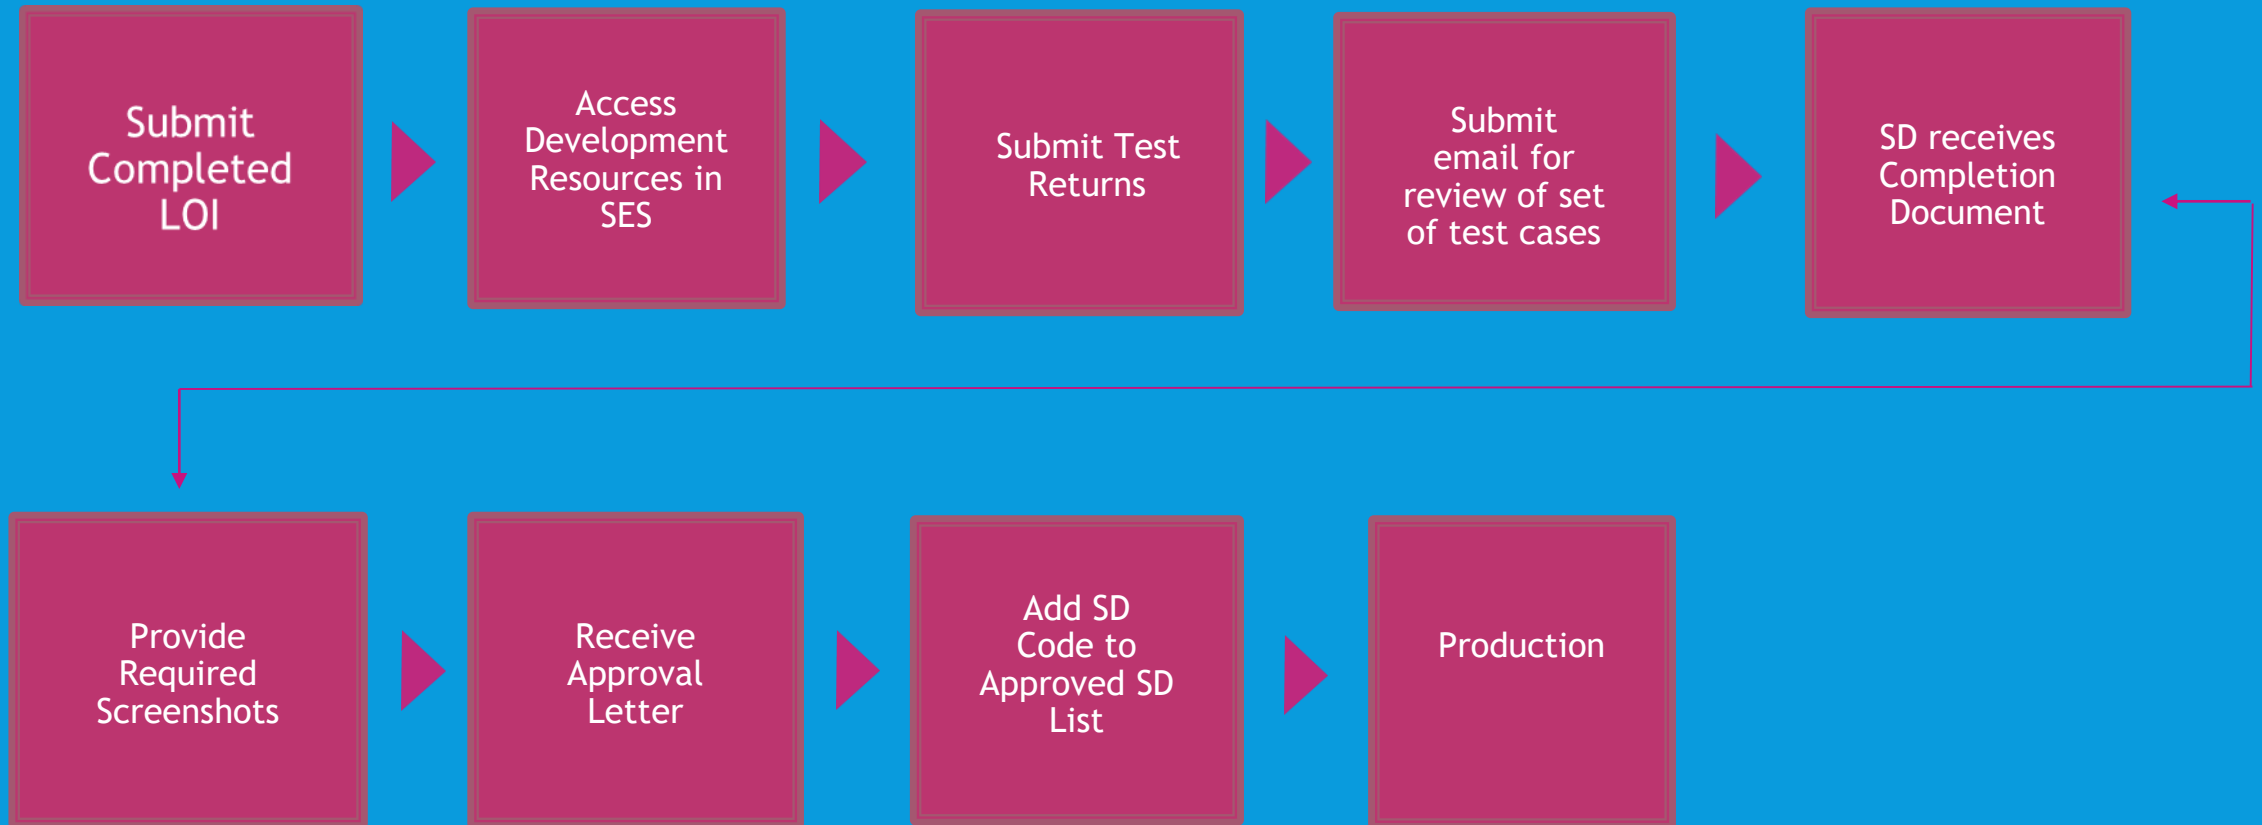 Submit
Completed
LOI
Access
Development
Resources in
SES
Submit Test
Returns
Submit
email for
review of set
of test cases
SD receives
Completion
Document
Provide
Required
Screenshots
Receive
Approval
Letter
Add SD
Code to
Approved SD
List
Production